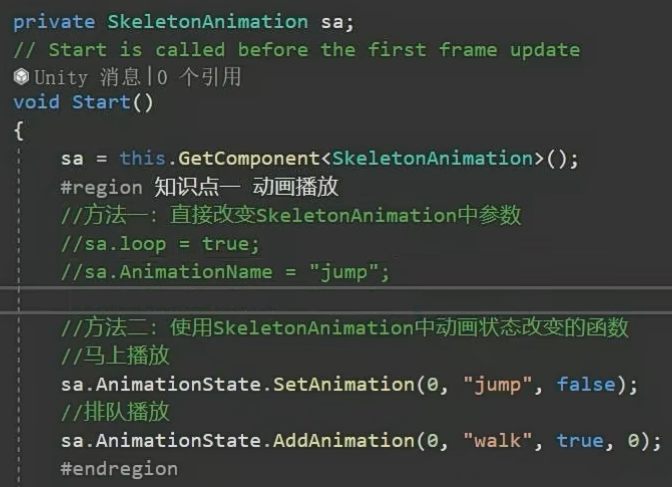 private SkeletonAnimation sa;
// Start is called before the first frame update
Unity 消息|0 个引用
void Start()
{
sa = this.GetComponent<SkeletonAnimation>();
#region 知识点一 动画播放
//方法一: 直接改变SkeletonAnimation中参数
//sa.loop = true;
//sa.AnimationName = "jump";
//方法二: 使用SkeletonAnimation中动画状态改变的函数
//马上播放
sa.AnimationState.SetAnimation(0, "jump", false);
//排队播放
sa.AnimationState.AddAnimation(0, "walk", true, 0);
#endregion